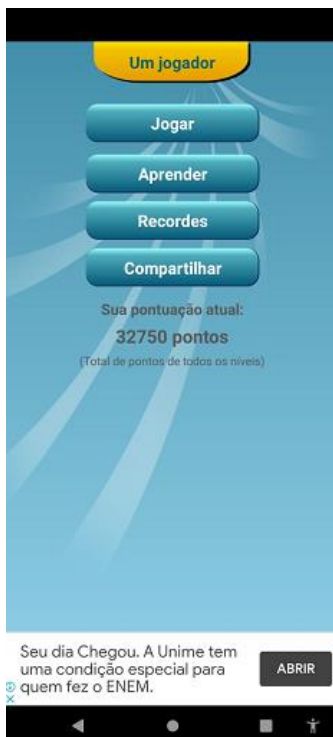 Um jogador
Jogar
Aprender
Recordes
Compartilhar
Sua pontuação atual:
32750 pontos
(Total de pontos de todos os níveis)
Seu dia Chegou. A Unime tem
uma condição especial para
quem fez o ENEM.
ABRIR